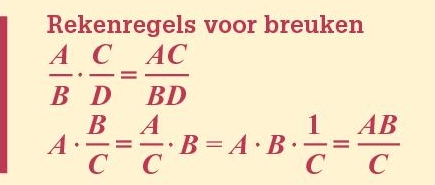 Rekenregels voor breuken
A/B · C/D = AC/BD
A · B/C = A/C · B = A · B · 1/C = AB/C